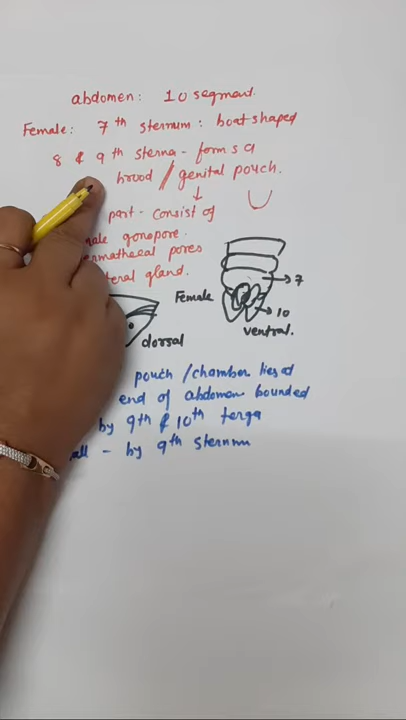 abdomen: 10 segment.
Female: 7th sternum: boat shaped
8 & 9th sterna - forms a
brood / genital pouch.
part - consist of
gonopore.
pores
gland.
7
Female
10
ventral.
dorsal
pouch / chamber lies at
end of abdomen bounded
by 9th & 10th terga
- by 9th sternum